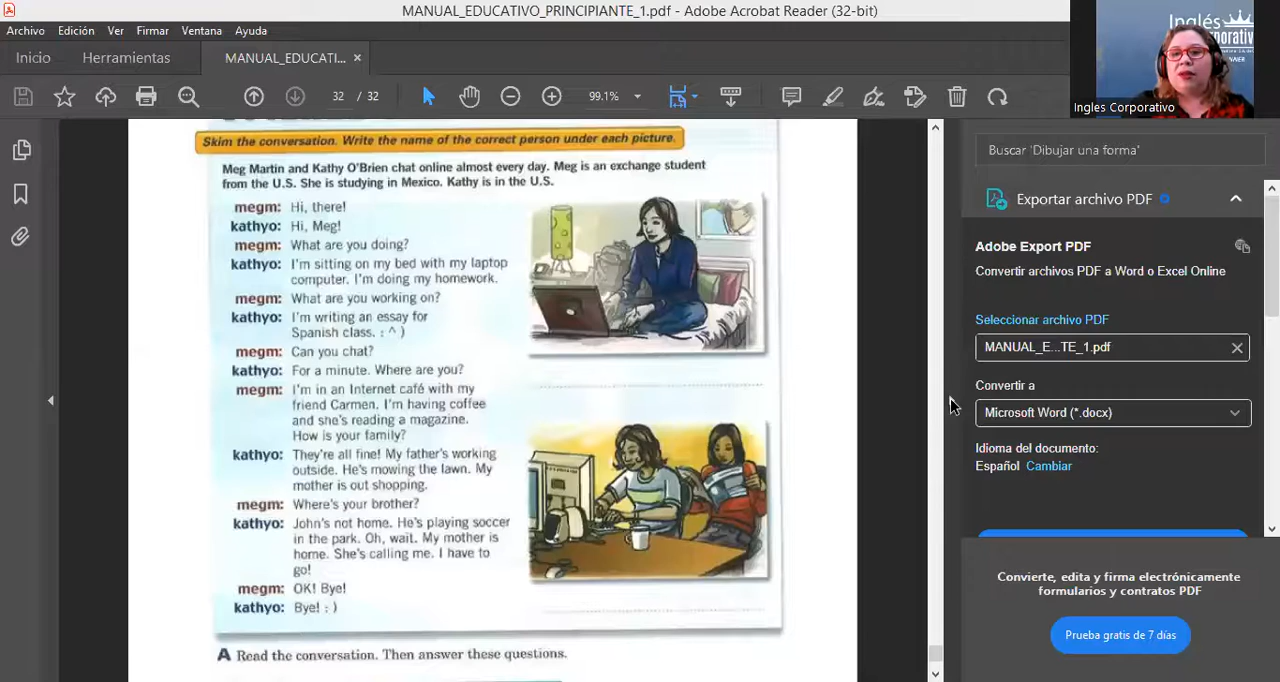 MANUAL_EDUCATIVO_PRINCIPIANTE_1.pdf - Adobe Acrobat Reader (32-bit)
Archivo Edición Ver Firmar Ventana Ayuda
Inicio Herramientas MANUAL_EDUCATI... ×
32 / 32 99.1%
Inglés
Ingles Corporativo
Skim the conversation. Write the name of the correct person under each picture.
Meg Martin and Kathy O'Brien chat online almost every day. Meg is an exchange student
from the U.S. She is studying in Mexico. Kathy is in the U.S.
megm: Hi, there!
kathyo: Hi, Meg!
megm: What are you doing?
kathyo: I'm sitting on my bed with my laptop
computer. I'm doing my homework.
megm: What are you working on?
kathyo: I'm writing an essay for
Spanish class. : ^ )
megm: Can you chat?
kathyo: For a minute. Where are you?
megm: I'm in an Internet café with my
friend Carmen. I'm having coffee
and she's reading a magazine.
How is your family?
kathyo: They're all fine! My father's working
outside. He's mowing the lawn. My
mother is out shopping.
megm: Where's your brother?
kathyo: John's not home. He's playing soccer
in the park. Oh, wait. My mother is
home. She's calling me. I have to
go!
megm: OK! Bye!
kathyo: Bye! : )
A Read the conversation. Then answer these questions.
Buscar 'Dibujar una forma'
Exportar archivo PDF
Adobe Export PDF
Convertir archivos PDF a Word o Excel Online
Seleccionar archivo PDF
MANUAL_E...TE_1.pdf
Convertir a
Microsoft Word (*.docx)
Idioma del documento:
Español Cambiar
Convierte, edita y firma electrónicamente
formularios y contratos PDF
Prueba gratis de 7 días